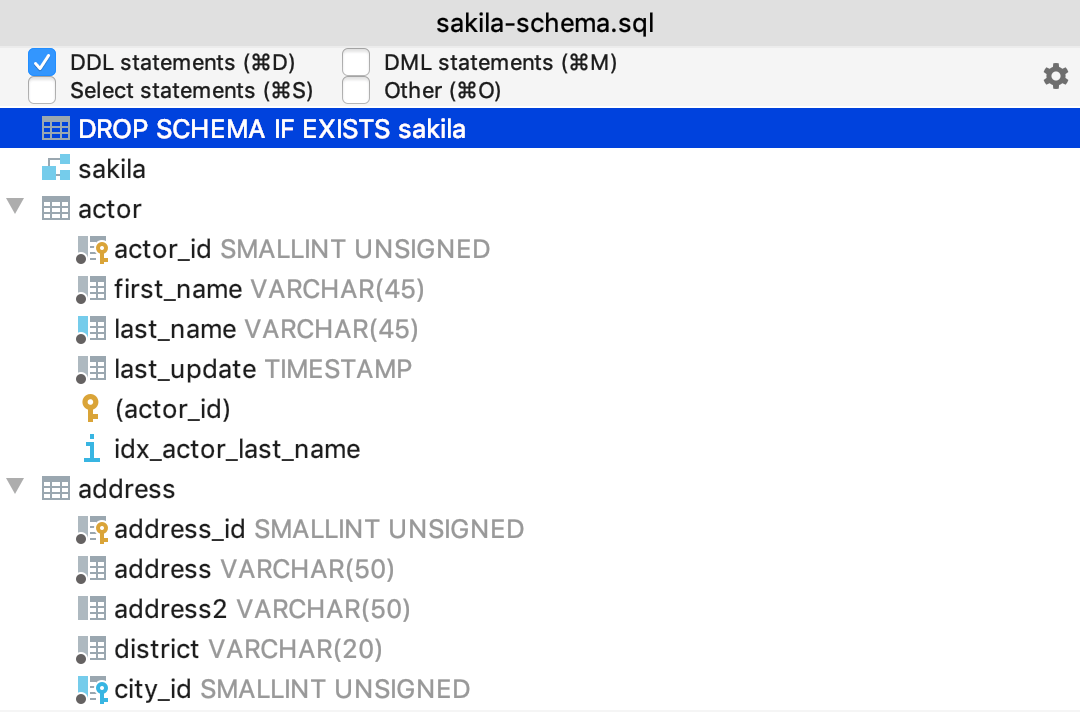 sakila-schema.sql
DDL statements (⌘D) DML statements (⌘M)
Select statements (⌘S) Other (⌘O)
DROP SCHEMA IF EXISTS sakila
sakila
actor
actor_id SMALLINT UNSIGNED
first_name VARCHAR(45)
last_name VARCHAR(45)
last_update TIMESTAMP
(actor_id)
idx_actor_last_name
address
address_id SMALLINT UNSIGNED
address VARCHAR(50)
address2 VARCHAR(50)
district VARCHAR(20)
city_id SMALLINT UNSIGNED